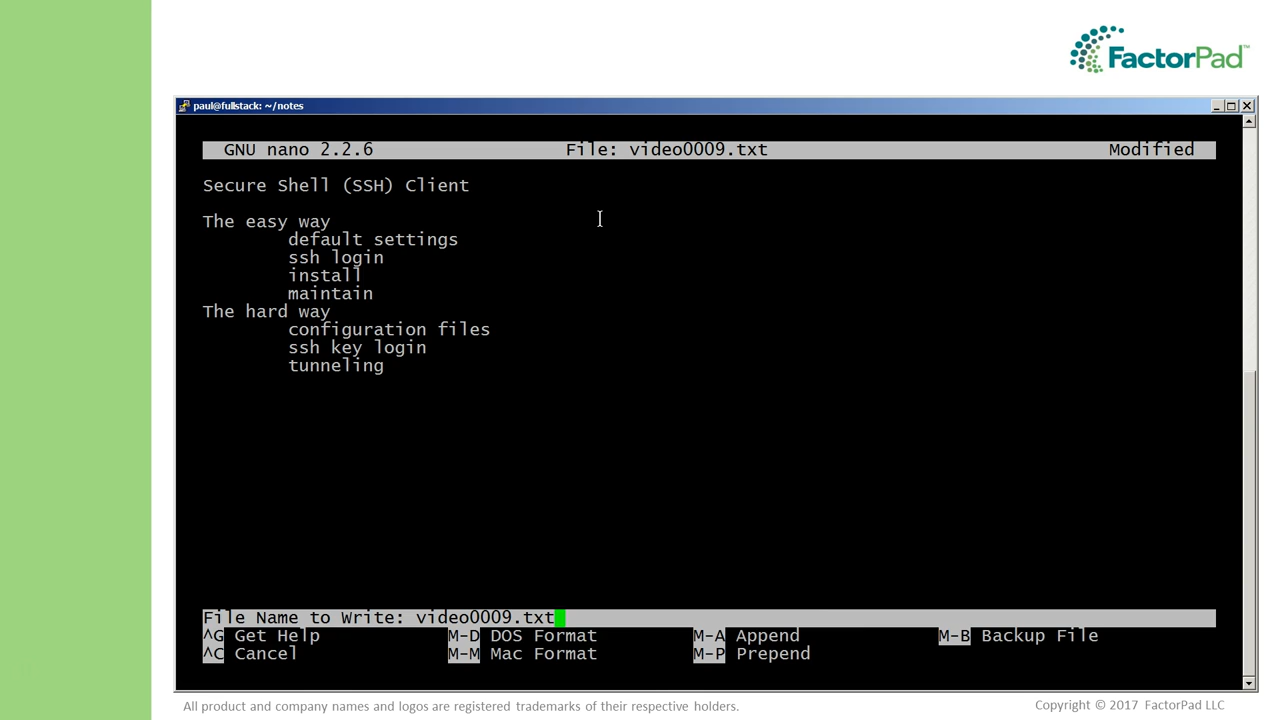 FactorPad™
paul@fullstack: ~/notes
GNU nano 2.2.6 File: video0009.txt Modified
Secure Shell (SSH) Client
The easy way
default settings
ssh login
install
maintain
The hard way
configuration files
ssh key login
tunneling
File Name to Write: video0009.txt
^G Get Help M-D DOS Format M-A Append M-B Backup File
^C Cancel M-M Mac Format M-P Prepend
All product and company names and logos are registered trademarks of their respective holders. Copyright © 2017 FactorPad LLC